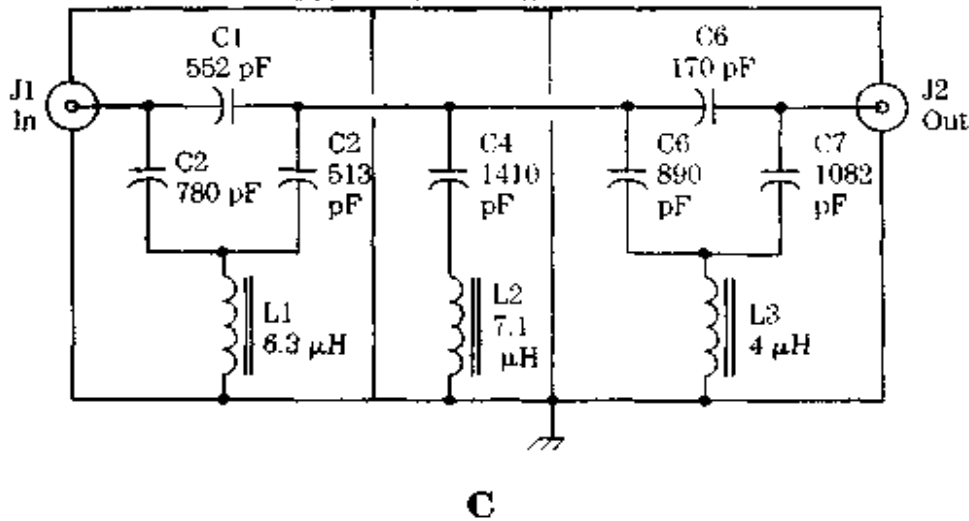 C1
552 pF
C6
170 pF
J1
In
J2
Out
C2
780 pF
C2
513
pF
C4
1410
pF
C6
890
pF
C7
1082
pF
L1
6.3 µH
L2
7.1
µH
L3
4 µH
C